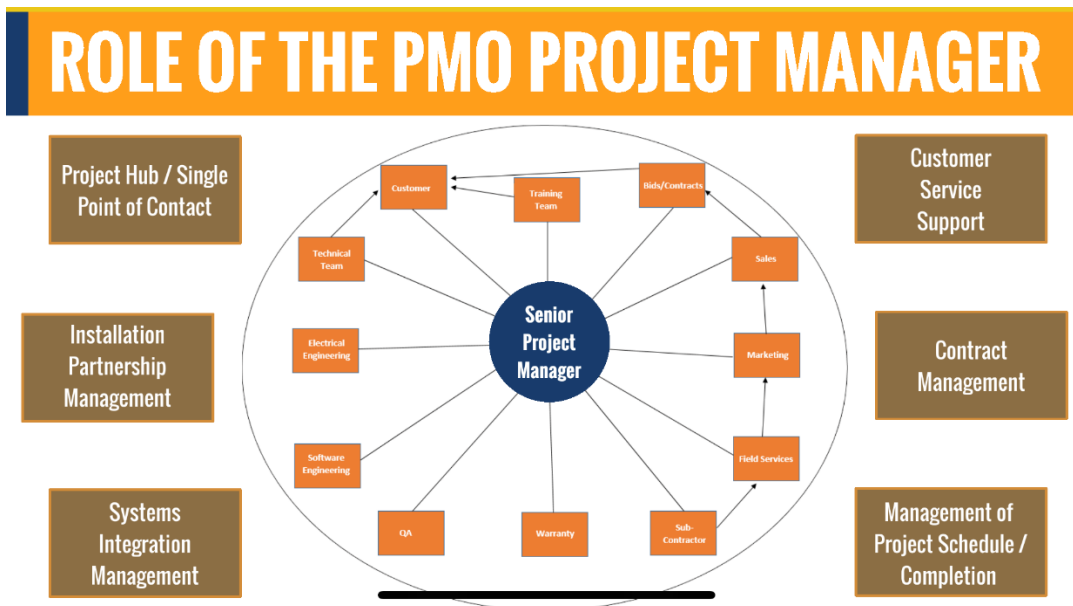 ROLE OF THE PMO PROJECT MANAGER
Project Hub / Single
Point of Contact
Installation
Partnership
Management
Systems
Integration
Management
Customer
Training
Team
Bids/Contracts
Technical
Team
Sales
Electrical
Engineering
Senior
Project
Manager
Marketing
Software
Engineering
Field Services
QA
Warranty
Sub-
Contractor
Customer
Service
Support
Contract
Management
Management of
Project Schedule /
Completion